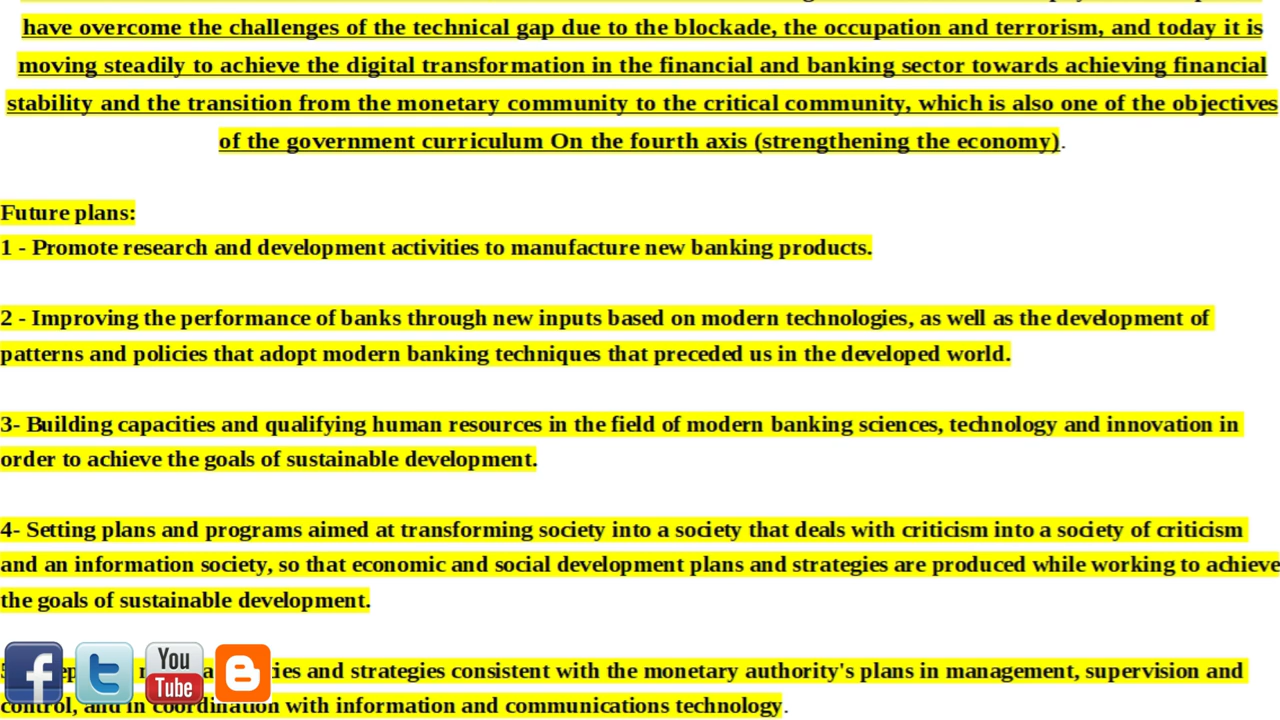 have overcome the challenges of the technical gap due to the blockade, the occupation and terrorism, and today it is
moving steadily to achieve the digital transformation in the financial and banking sector towards achieving financial
stability and the transition from the monetary community to the critical community, which is also one of the objectives
of the government curriculum On the fourth axis (strengthening the economy).
Future plans:
1 - Promote research and development activities to manufacture new banking products.
2 - Improving the performance of banks through new inputs based on modern technologies, as well as the development of
patterns and policies that adopt modern banking techniques that preceded us in the developed world.
3- Building capacities and qualifying human resources in the field of modern banking sciences, technology and innovation in
order to achieve the goals of sustainable development.
4- Setting plans and programs aimed at transforming society into a society that deals with criticism into a society of criticism
and an information society, so that economic and social development plans and strategies are produced while working to achieve
the goals of sustainable development.
and strategies consistent with the monetary authority's plans in management, supervision and
control, and in coordination with information and communications technology.
f t You Tube B